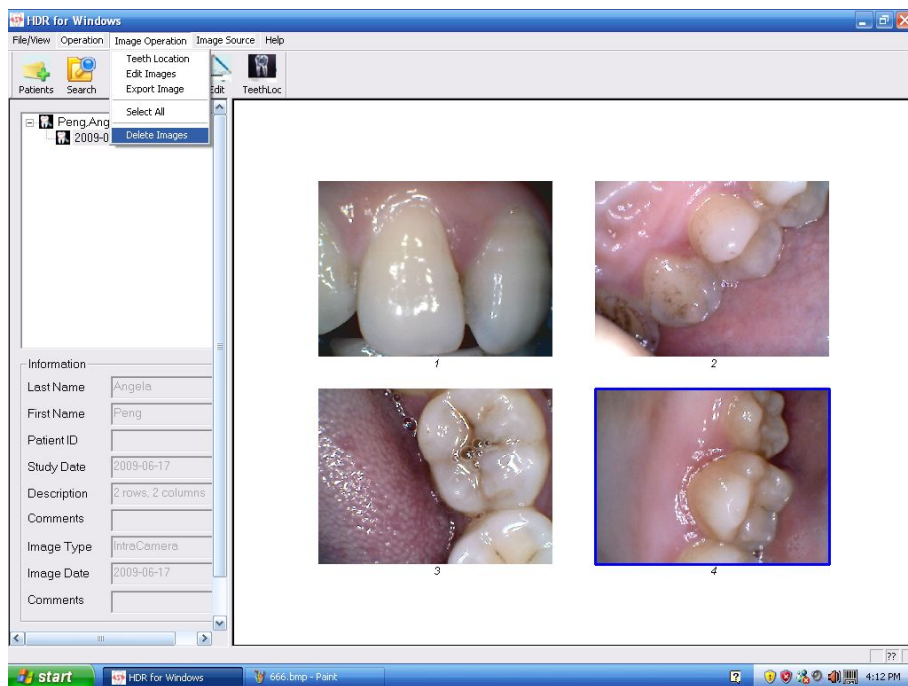 HDR for Windows
File/View Operation Image Operation Image Source Help
Teeth Location
Edit Images
Export Image
Select All
Delete Images
Patients Search Edit TeethLoc
Peng,Ang
2009-0
1
2
3
4
Information
Last Name Angela
First Name Peng
Patient ID
Study Date 2009-06-17
Description 2 rows, 2 columns
Comments
Image Type IntraCamera
Image Date 2009-06-17
Comments
??
start HDR for Windows 666.bmp - Paint ? 4:12 PM